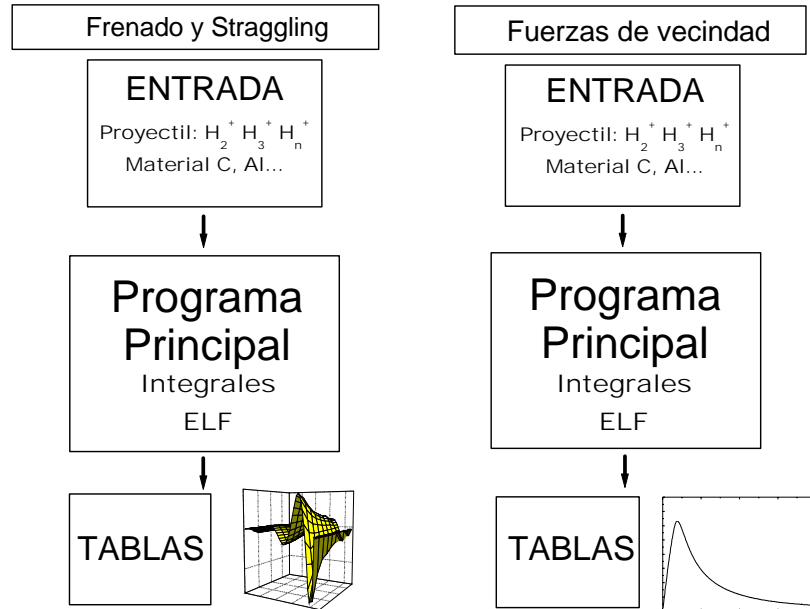 Frenado y Straggling
ENTRADA
Proyectil: H₂⁺ H₃⁺ Hₙ⁺
Material C, Al...
Programa
Principal
Integrales
ELF
TABLAS
Fuerzas de vecindad
ENTRADA
Proyectil: H₂⁺ H₃⁺ Hₙ⁺
Material C, Al...
Programa
Principal
Integrales
ELF
TABLAS